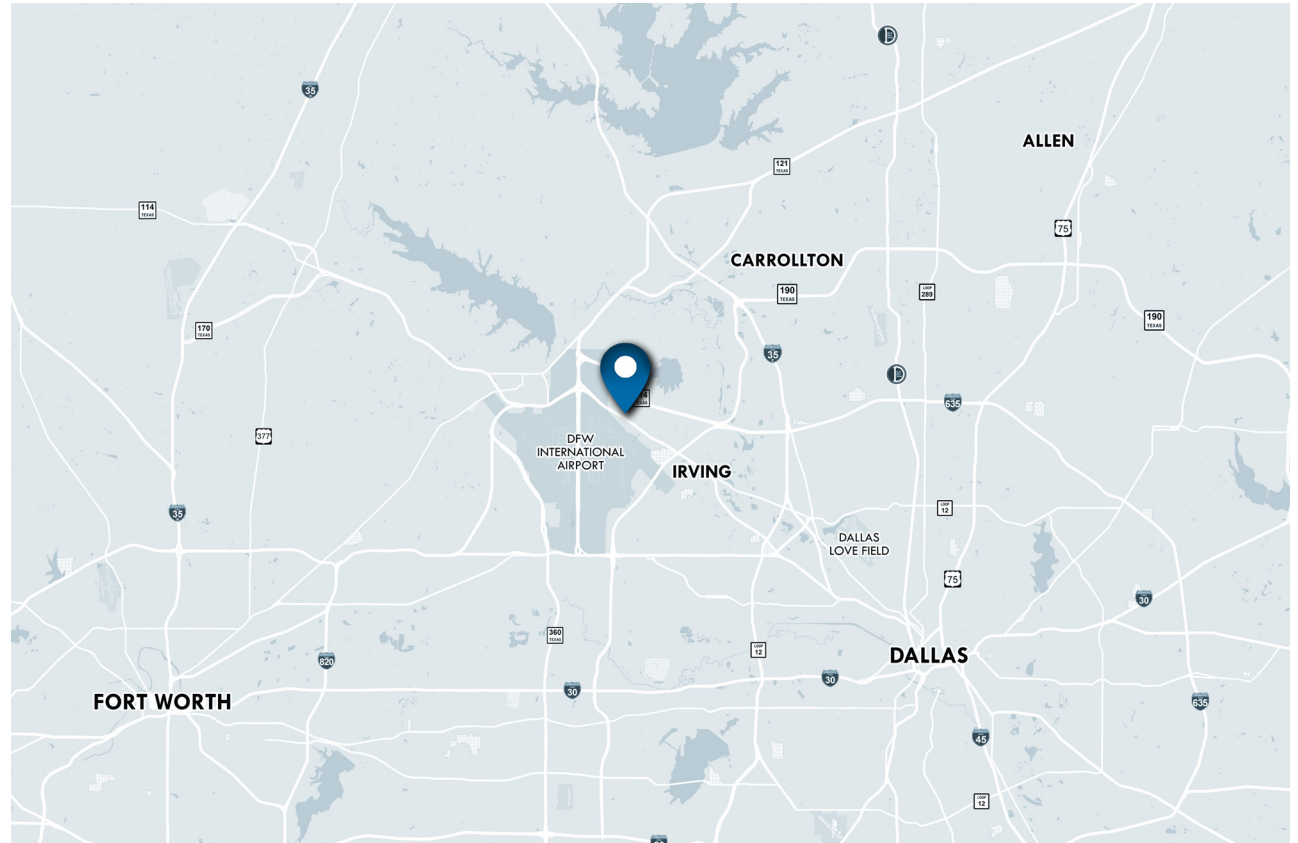 35
ALLEN
121
TEXAS
114
TEXAS
75
CARROLLTON
190
TEXAS
LOOP
289
190
TEXAS
170
TEXAS
35
635
377
DFW
INTERNATIONAL
AIRPORT
IRVING
35
LOOP
12
DALLAS
LOVE FIELD
75
30
360
TEXAS
LOOP
12
DALLAS
820
30
30
FORT WORTH
635
45
LOOP
12